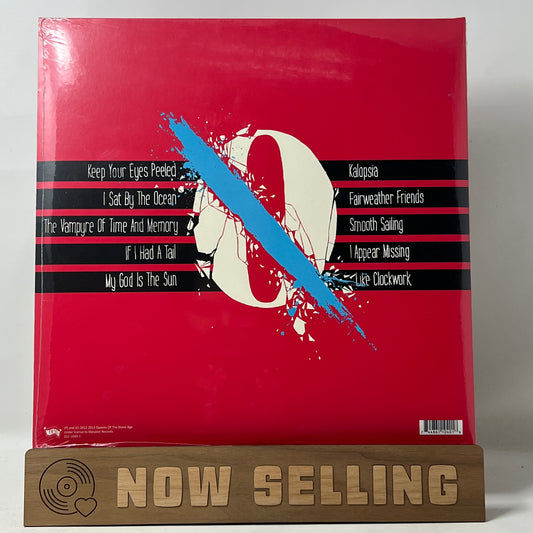 Keep Your Eyes Peeled
I Sat By The Ocean
The Vampyre Of Time And Memory
If I Had A Tail
My God Is The Sun
Kalopsia
Fairweather Friends
Smooth Sailing
I Appear Missing
Like Clockwork
NOW SELLING